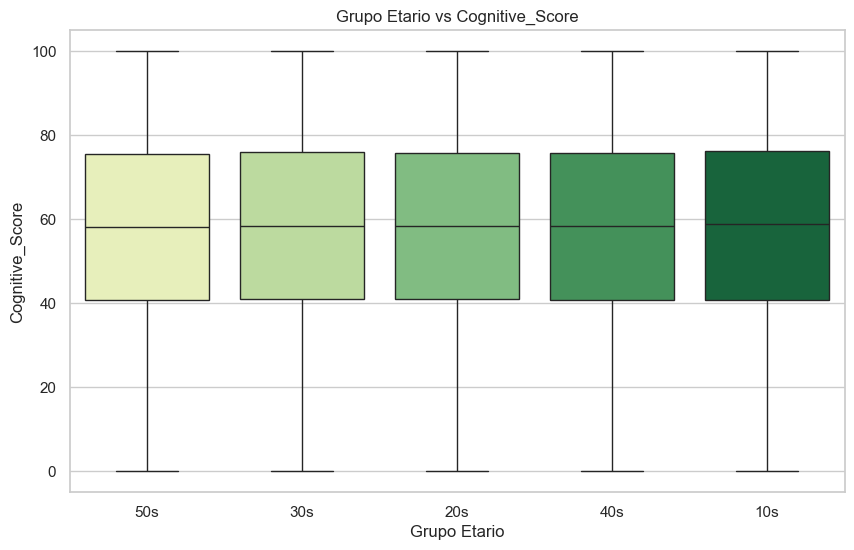 Grupo Etario vs Cognitive_Score
Cognitive_Score
100
80
60
40
20
0
50s 30s 20s 40s 10s
Grupo Etario